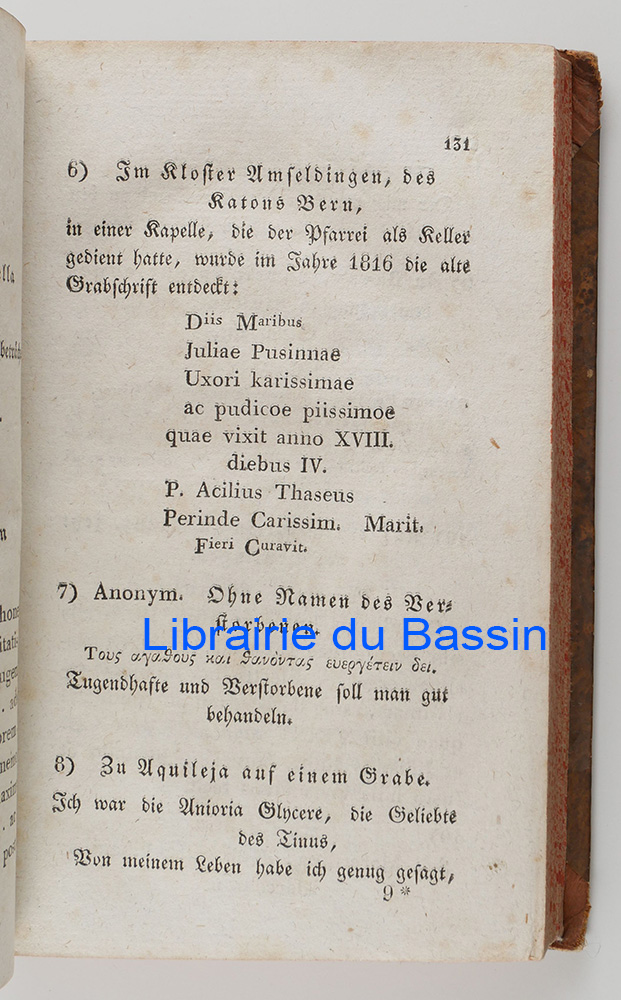 131
6) Im Kloster Amseldingen, des
Katons Bern,
in einer Kapelle, die der Pfarrei als Keller
gedient hatte, wurde im Jahre 1816 die alte
Grabschrift entdeckt:
Diis Maribus
Juliae Pusinnae
Uxori karissimae
ac pudicoe piissimoe
quae vixit anno XVIII.
diebus IV.
P. Acilius Thaseus
Perinde Carissim. Marit.
Fieri Curavit.
7) Anonym. Ohne Namen des Ver-
storbenen.
Librairie du Bassin
Τους αγαθους και θανόντας ευεργέτειν δει.
Tugendhafte und Verstorbene soll man gut
behandeln.
8) Zu Aquileja auf einem Grabe.
Ich war die Anioria Glycere, die Geliebte
des Tinus,
Von meinem Leben habe ich genug gesagt,
9*